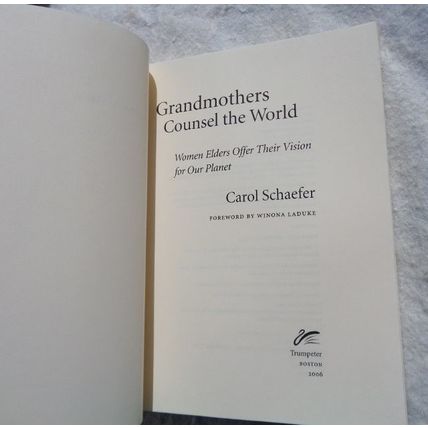 Grandmothers
Counsel the World
Women Elders Offer Their Vision
for Our Planet
Carol Schaefer
FOREWORD BY WINONA LADUKE
Trumpeter
BOSTON
2006